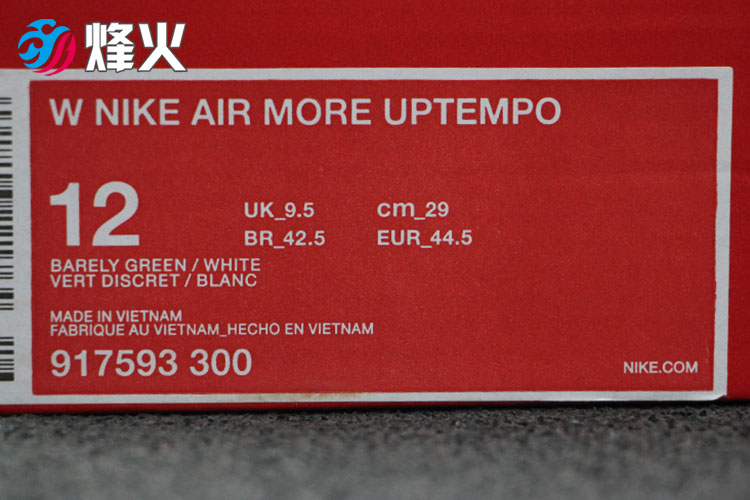 烽火
W NIKE AIR MORE UPTEMPO
12
UK_9.5 cm_29
BR_42.5 EUR_44.5
BARELY GREEN / WHITE
VERT DISCRET / BLANC
MADE IN VIETNAM
FABRIQUE AU VIETNAM_HECHO EN VIETNAM
917593 300
NIKE.COM